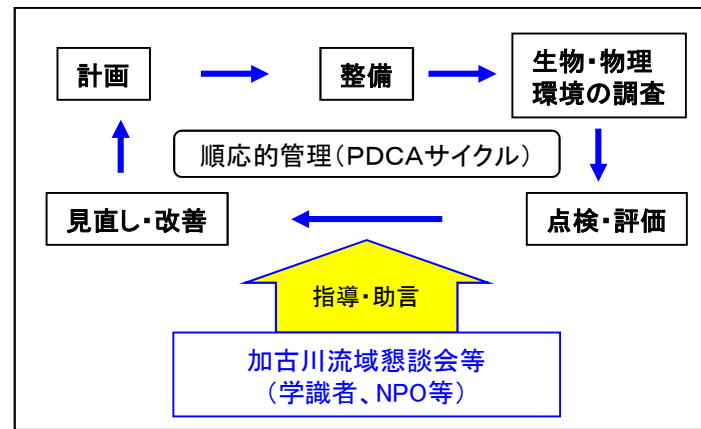 計画
整備
生物・物理
環境の調査
順応的管理（PDCAサイクル）
見直し・改善
点検・評価
指導・助言
加古川流域懇談会等
（学識者、NPO等）